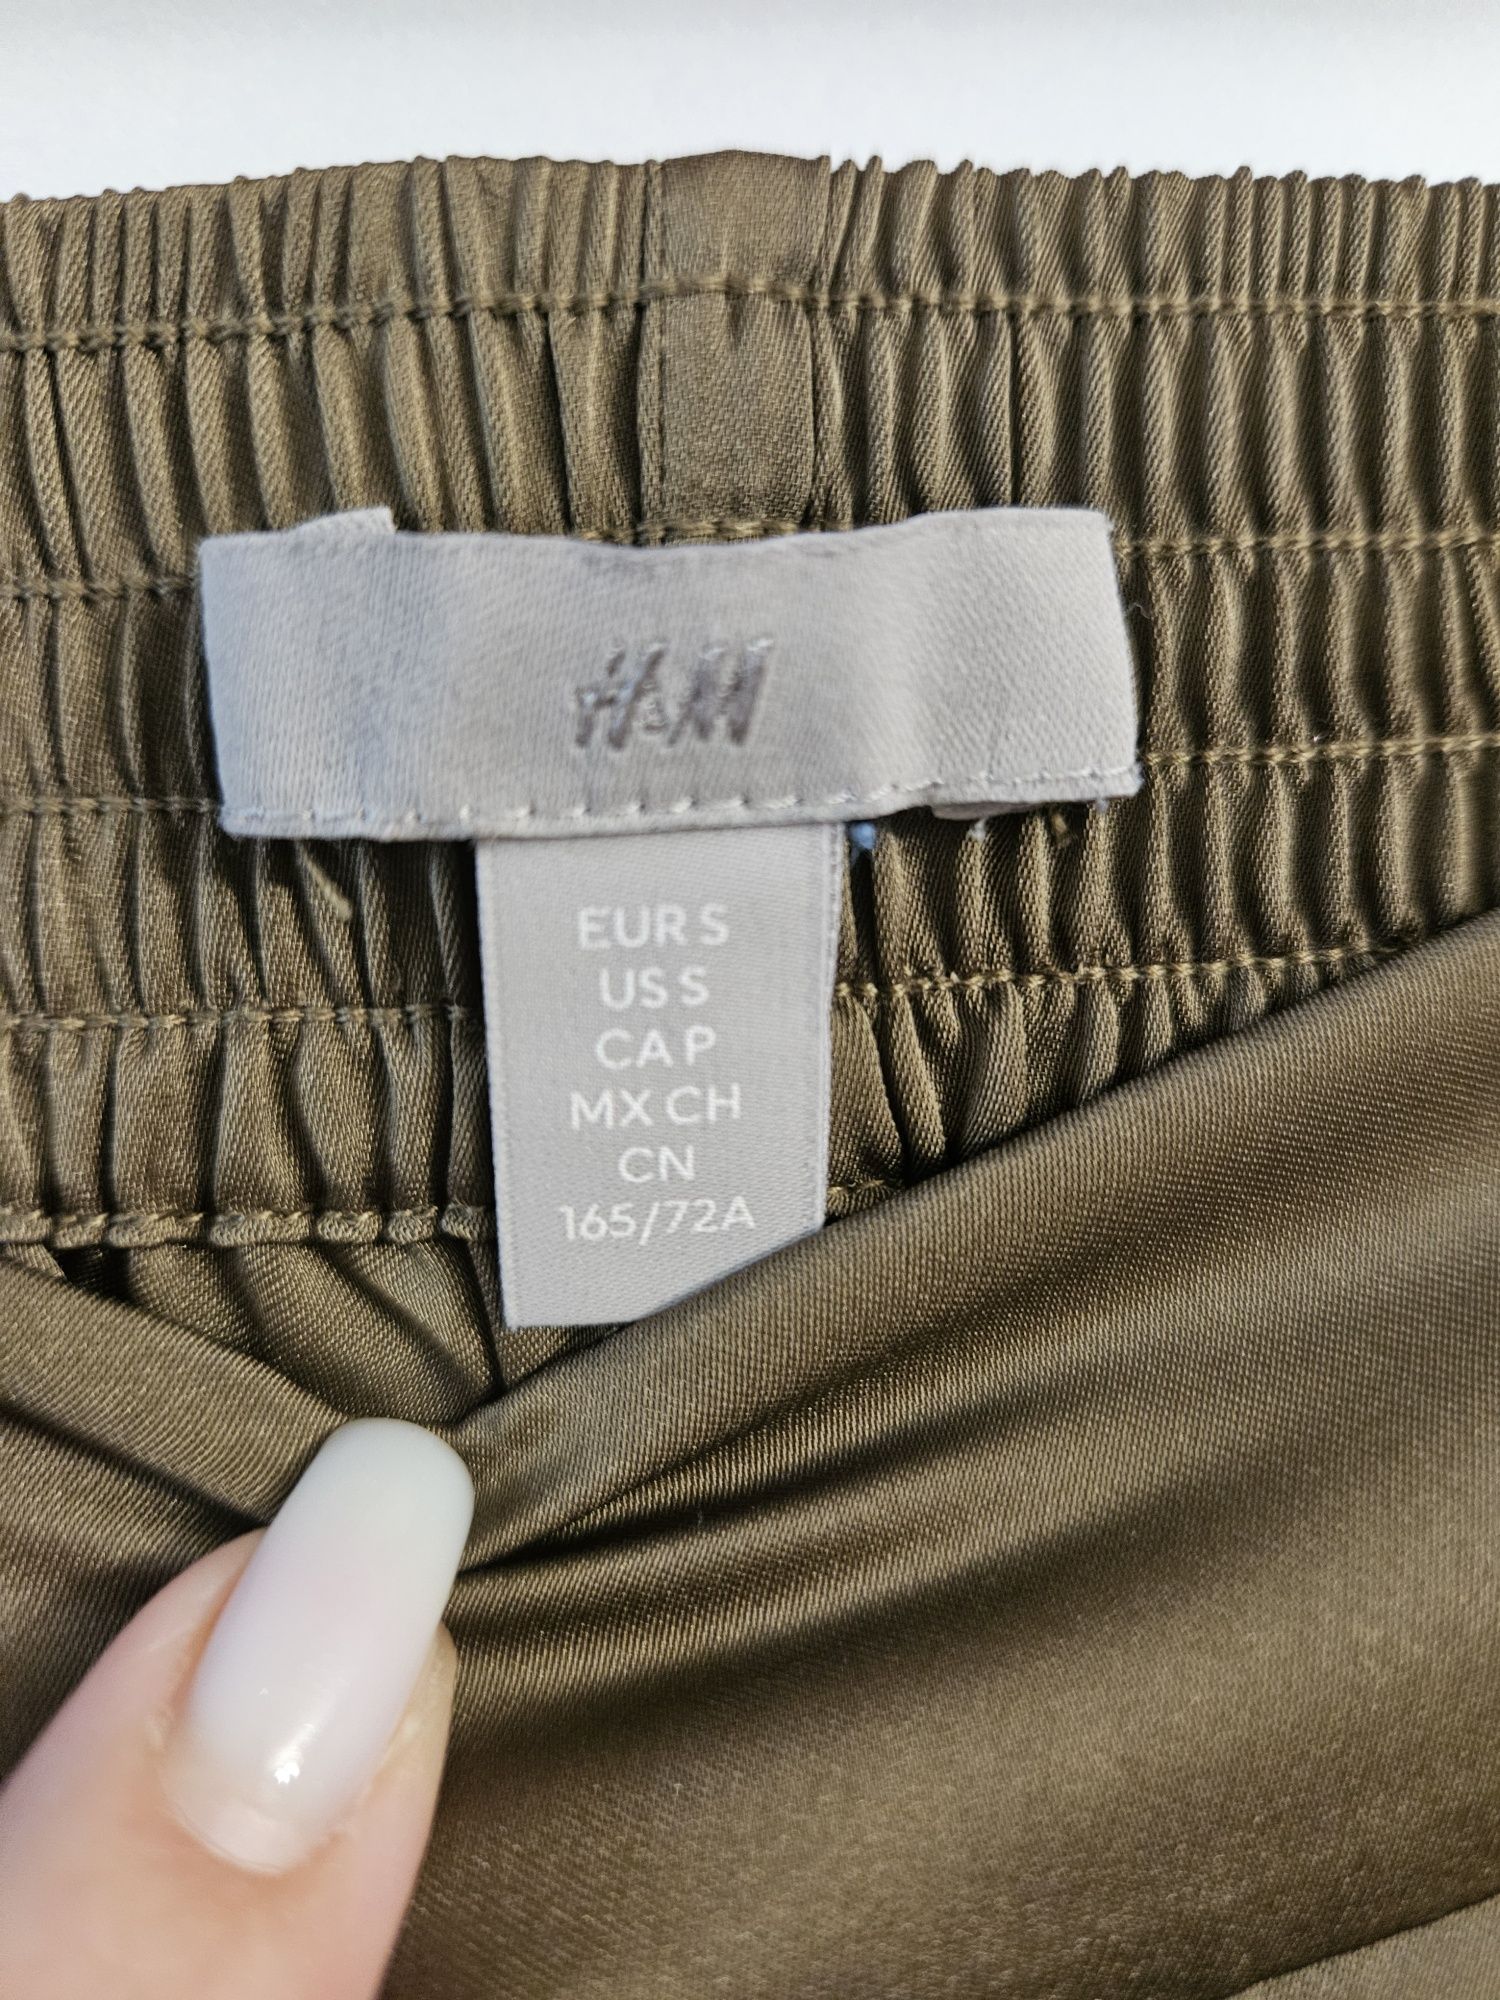 H&M
EUR S
US S
CA P
MX CH
CN
165/72A